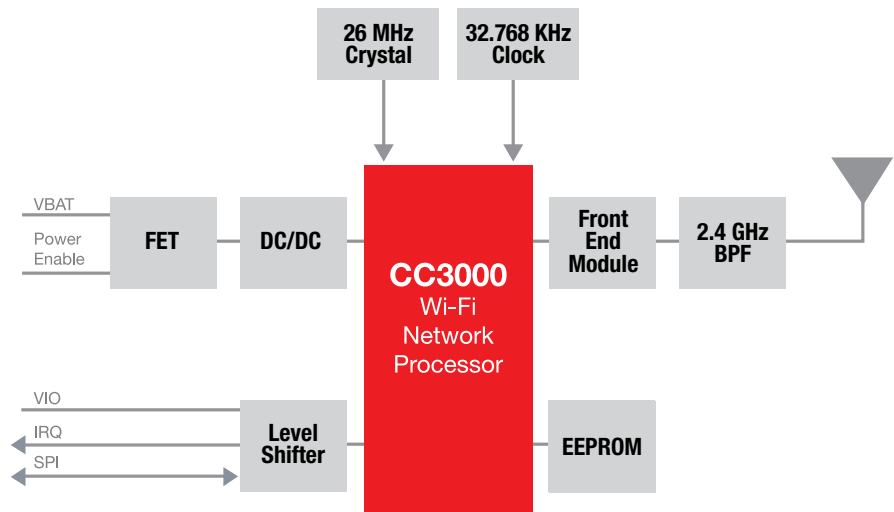 26 MHz
Crystal
32.768 KHz
Clock
VBAT
Power
Enable
FET
DC/DC
CC3000
Wi-Fi
Network
Processor
Front
End
Module
2.4 GHz
BPF
VIO
IRQ
SPI
Level
Shifter
EEPROM